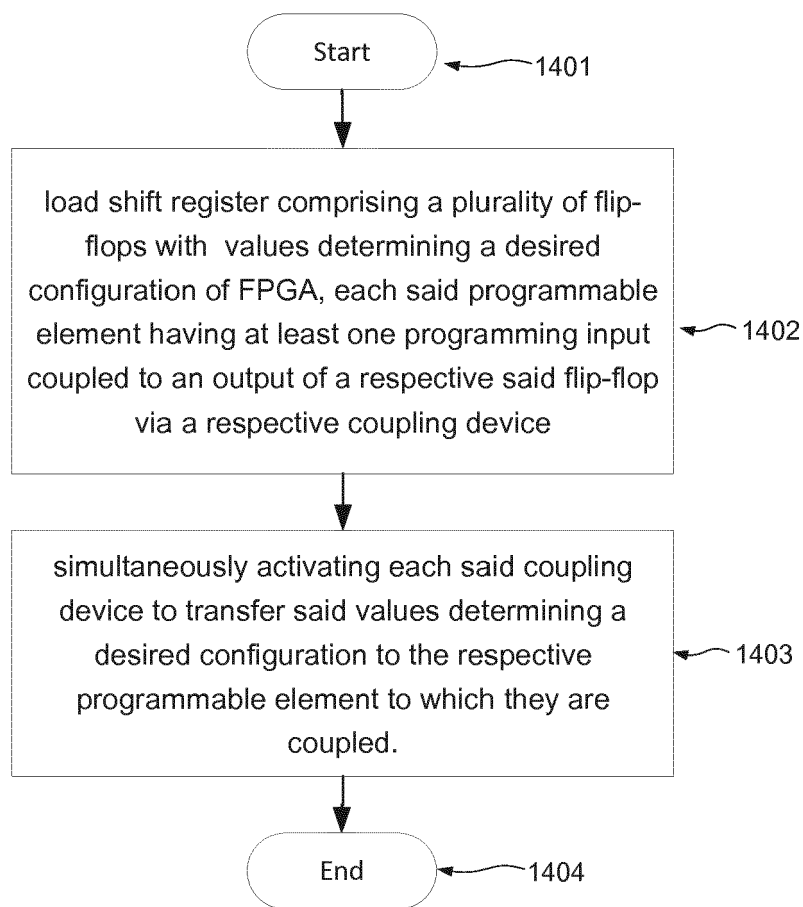 Start
1401
load shift register comprising a plurality of flip-
flops with values determining a desired
configuration of FPGA, each said programmable
element having at least one programming input
coupled to an output of a respective said flip-flop
via a respective coupling device
1402
simultaneously activating each said coupling
device to transfer said values determining a
desired configuration to the respective
programmable element to which they are
coupled.
1403
End
1404